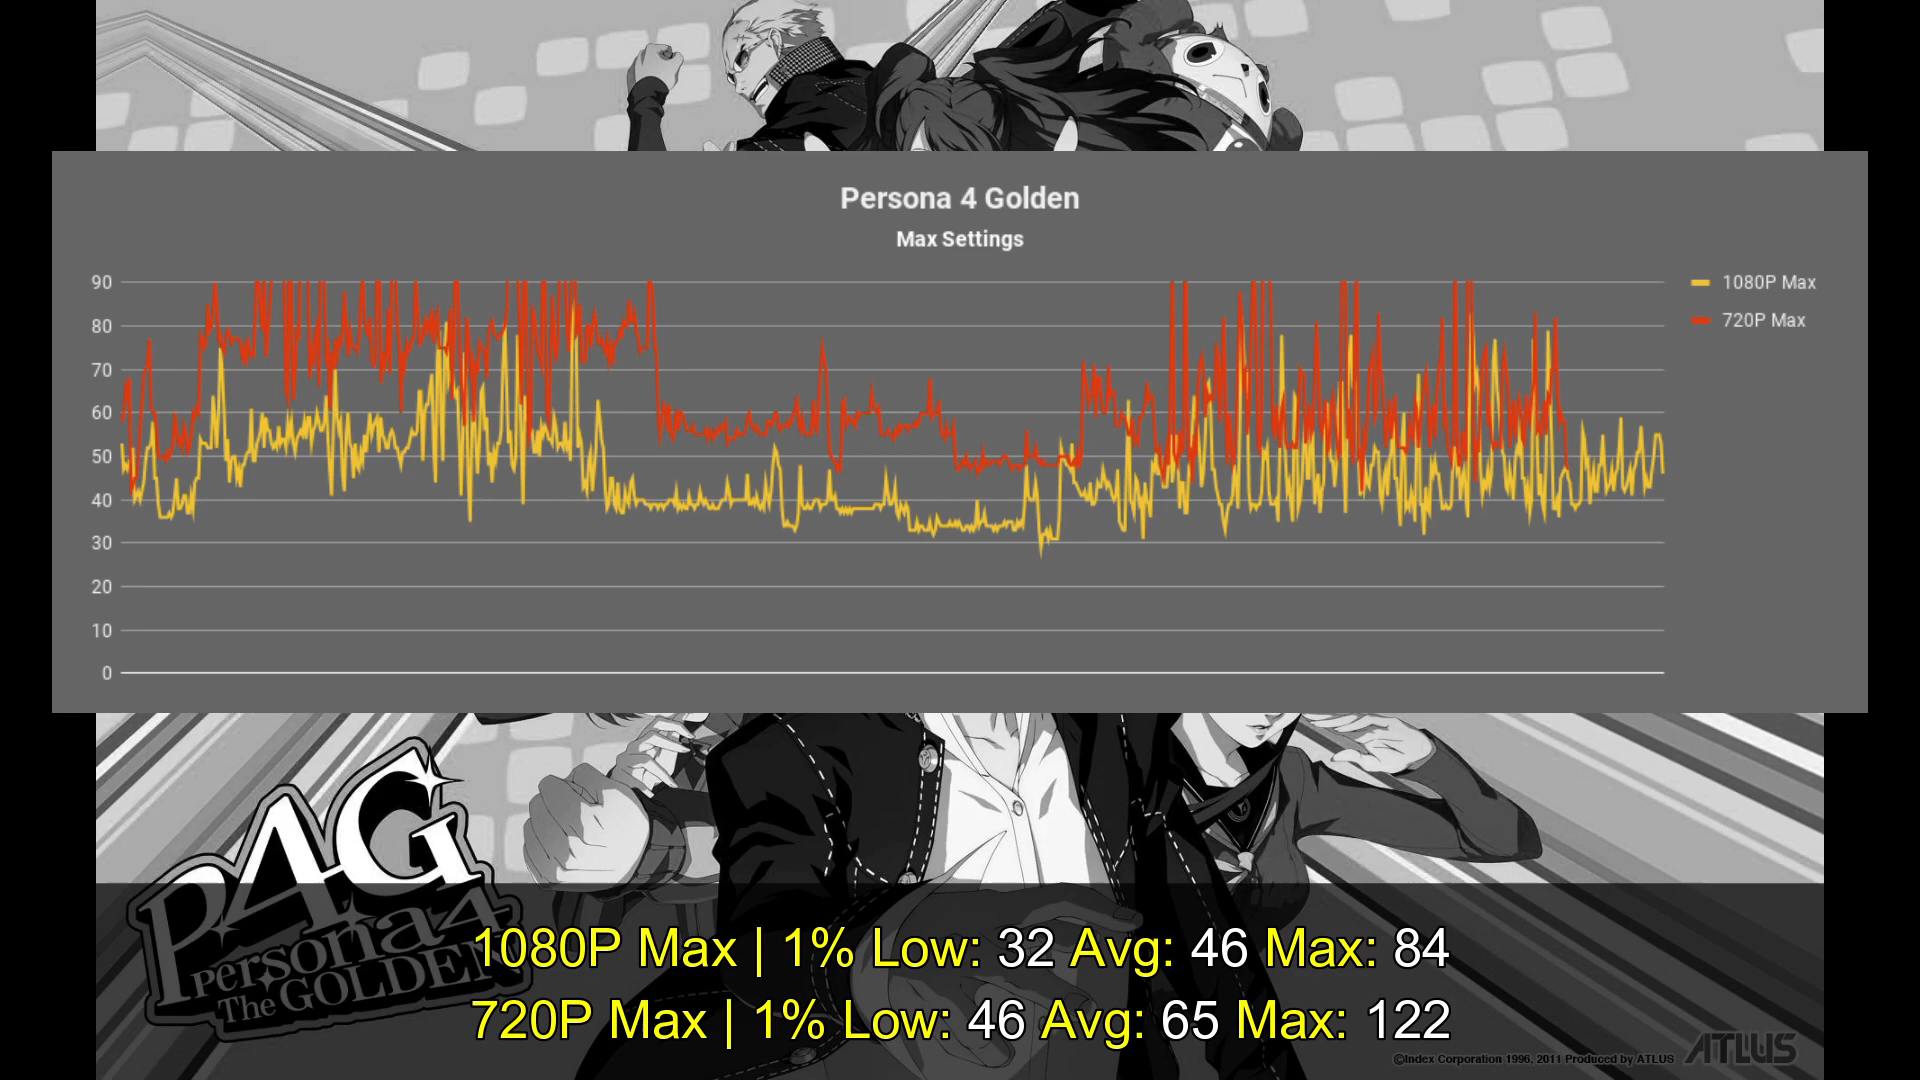 Persona 4 Golden
Max Settings
90
80
70
60
50
40
30
20
10
0
1080P Max
720P Max
P4G
Persona4
The GOLDEN
1080P Max | 1% Low: 32 Avg: 46 Max: 84
720P Max | 1% Low: 46 Avg: 65 Max: 122
©Index Corporation 1996, 2011 Produced by ATLUS
ATLUS